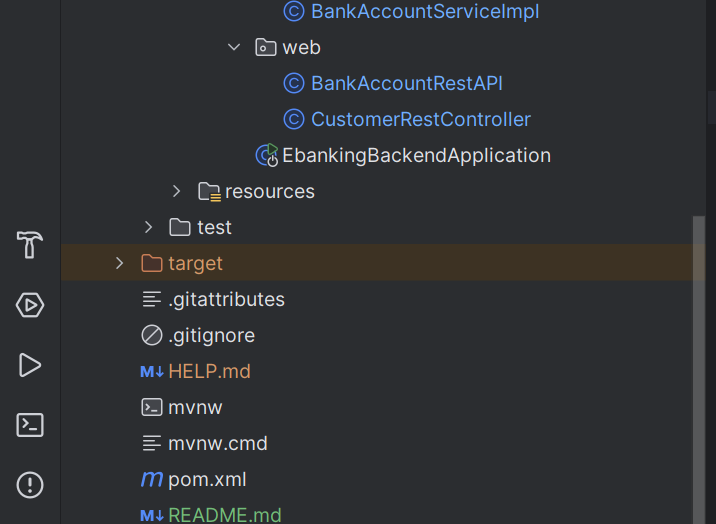 BankAccountServiceImpl
web
BankAccountRestAPI
CustomerRestController
EbankingBackendApplication
resources
test
target
.gitattributes
.gitignore
M↓ HELP.md
mvnw
mvnw.cmd
m pom.xml
M↓ README.md